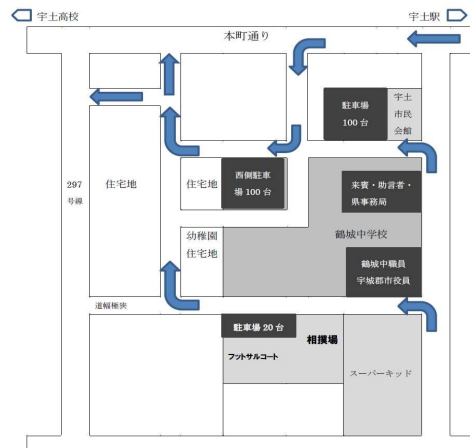 宇土高校
宇土駅
本町通り
駐車場
100 台
宇土
市民
会館
297
号線
住宅地
住宅地
西側駐車
場100 台
来賓・助言者・
県事務局
幼稚園
住宅地
鶴城中学校
鶴城中職員
宇城郡市役員
道幅極狭
駐車場 20 台
フットサルコート
相撲場
スーパーキッド